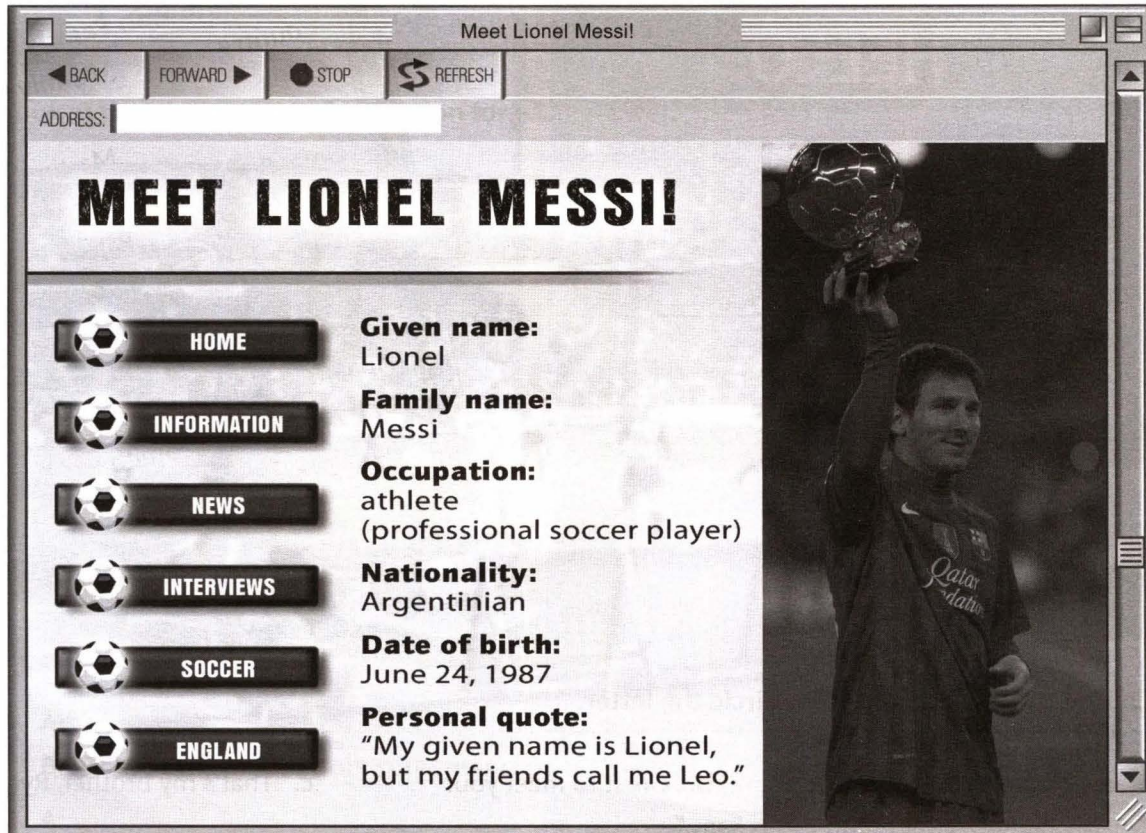 Meet Lionel Messi!
BACK
FORWARD
STOP
REFRESH
ADDRESS:
MEET LIONEL MESSI!
HOME
INFORMATION
NEWS
INTERVIEWS
SOCCER
ENGLAND
Given name:
Lionel
Family name:
Messi
Occupation:
athlete
(professional soccer player)
Nationality:
Argentinian
Date of birth:
June 24, 1987
Personal quote:
“My given name is Lionel,
but my friends call me Leo.”
Qatar